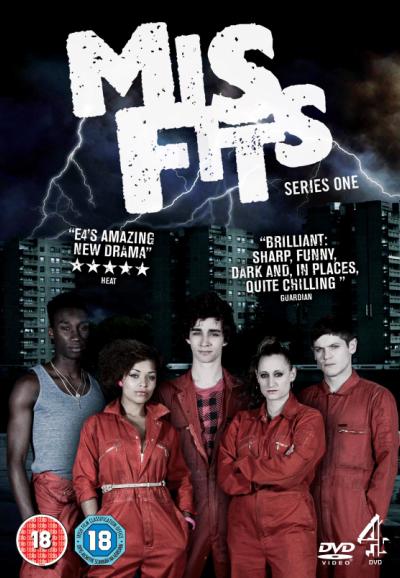 MIS
FITS
SERIES ONE
"E4'S AMAZING
NEW DRAMA"
★★★★★
HEAT
"BRILLIANT:
SHARP, FUNNY,
DARK AND, IN PLACES,
QUITE CHILLING "
GUARDIAN
18
18
DVD
VIDEO
4
DVD